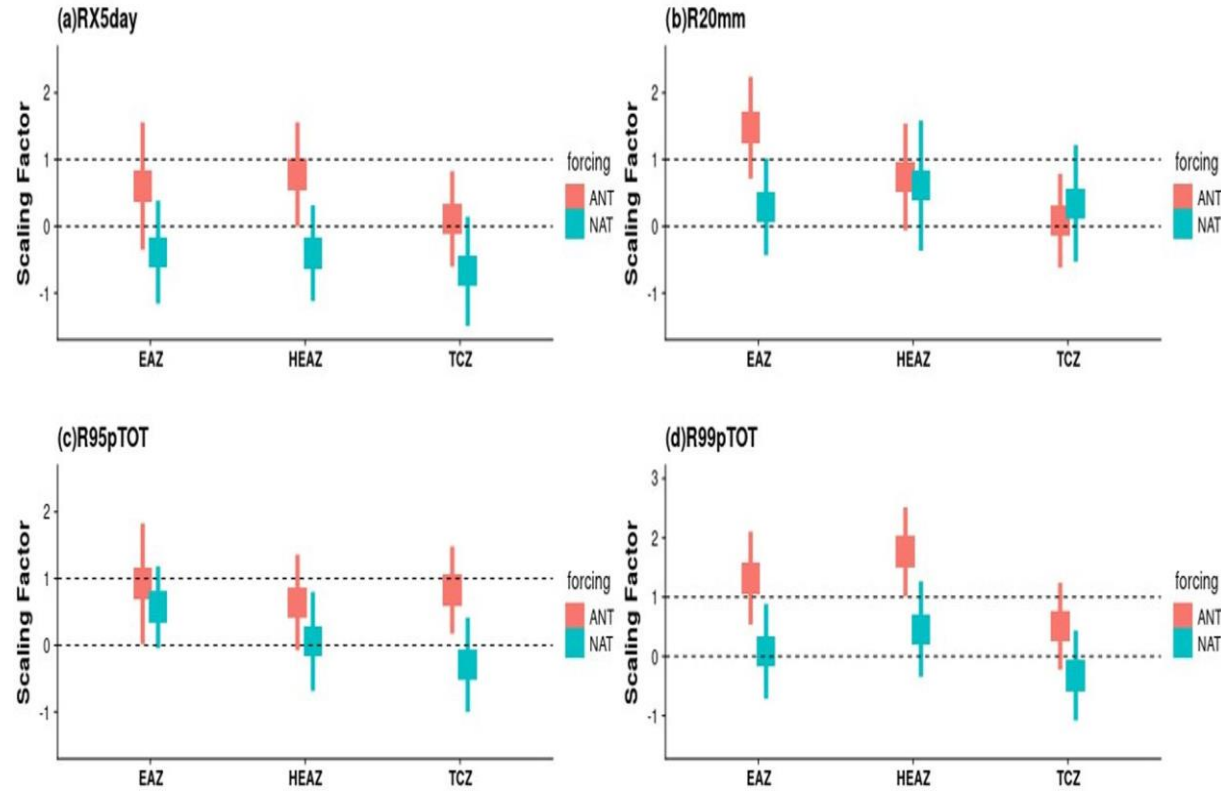 (a)RX5day
Scaling Factor
2
1
0
-1
EAZ HEAZ TCZ
forcing
ANT
NAT
(b)R20mm
Scaling Factor
2
1
0
-1
EAZ HEAZ TCZ
forcing
ANT
NAT
(c)R95pTOT
Scaling Factor
2
1
0
-1
EAZ HEAZ TCZ
forcing
ANT
NAT
(d)R99pTOT
Scaling Factor
3
2
1
0
-1
EAZ HEAZ TCZ
forcing
ANT
NAT